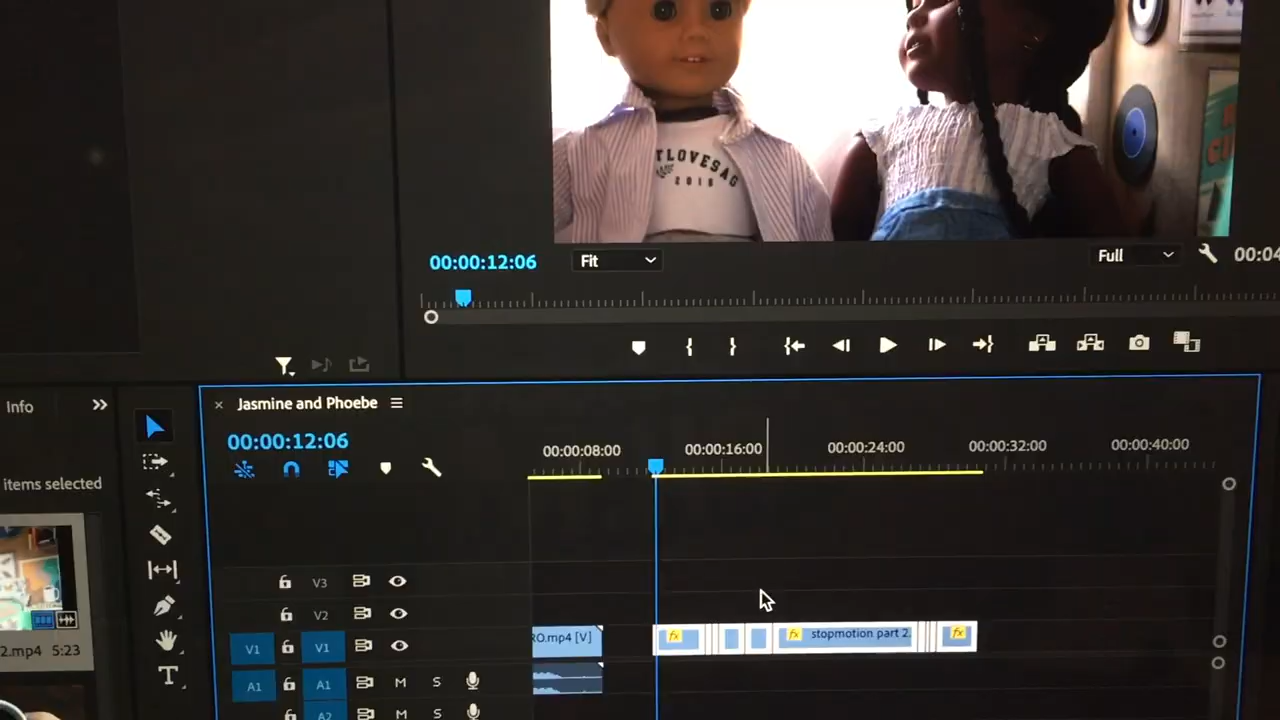 TLOVESAG
2016
00:00:12:06
Fit
Full
00:04
Info
items selected
2.mp4 5:23
Jasmine and Phoebe
00:00:12:06
00:00:08:00
00:00:16:00
00:00:24:00
00:00:32:00
00:00:40:00
V3
V2
V1
V1
RO.mp4 [V]
fx
fx
stopmotion part 2.
fx
A1
A1
M
S
A2
M
S
T